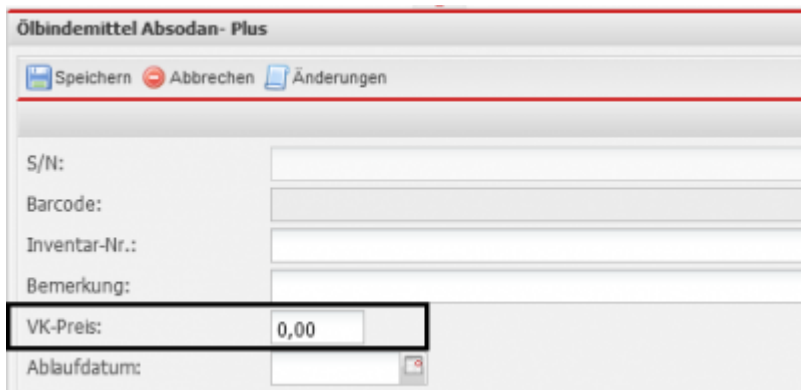 Ölbindemittel Absodan- Plus
Speichern Abbrechen Änderungen
S/N:
Barcode:
Inventar-Nr.:
Bemerkung:
VK-Preis: 0,00
Ablaufdatum: